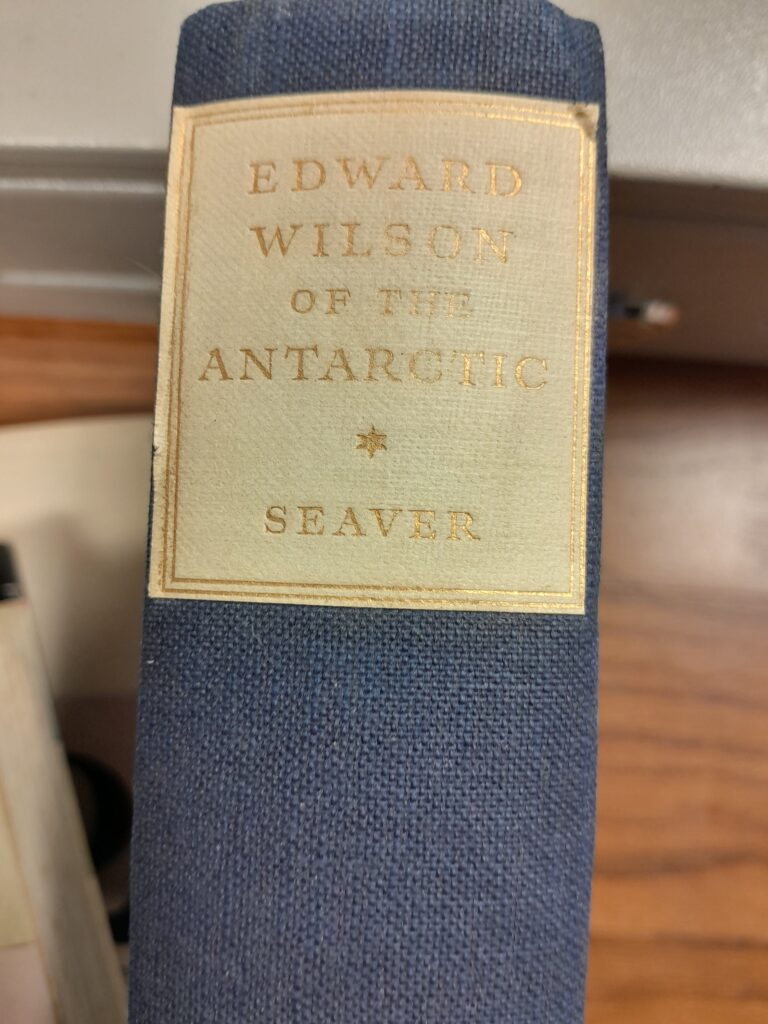 EDWARD
WILSON
OF THE
ANTARCTIC
SEAVER